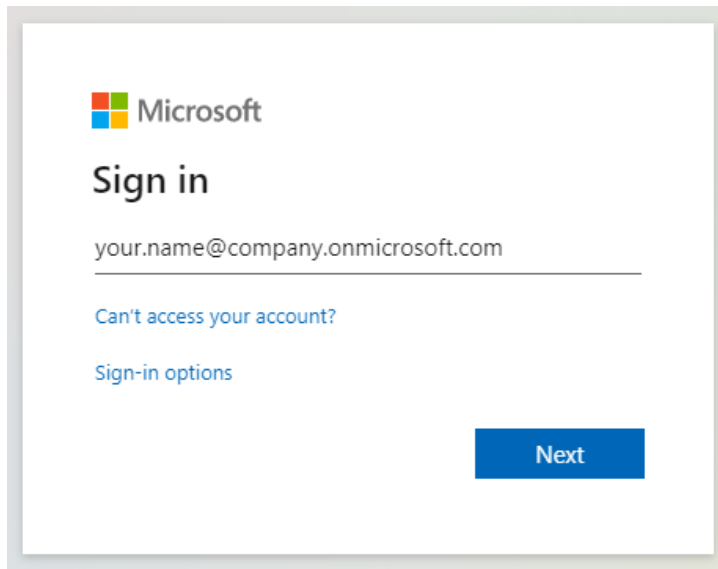 Microsoft
Sign in
your.name@company.onmicrosoft.com
Can't access your account?
Sign-in options
Next